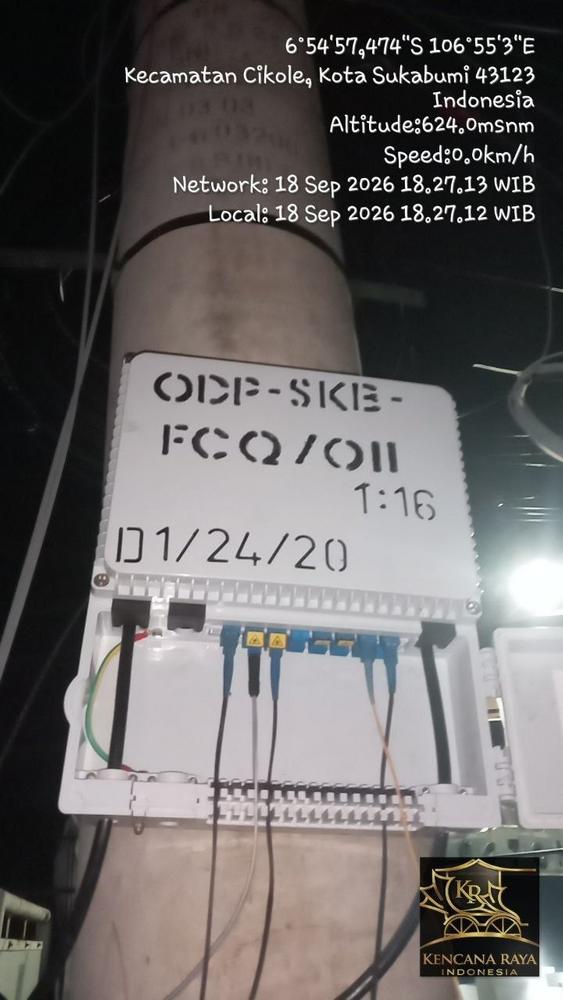 6°54'57,474"S 106°55'3"E
Kecamatan Cikole, Kota Sukabumi 43123
Indonesia
Altitude:624.0msnm
Speed:0.0km/h
Network: 18 Sep 2026 18.27.13 WIB
Local: 18 Sep 2026 18.27.12 WIB
ODP-SKB-
FCQ/011
1:16
D1/24/20
KR
KENCANA RAYA
INDONESIA